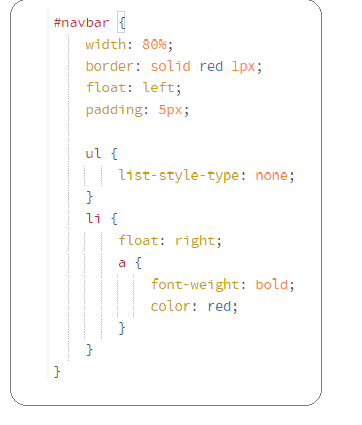 #navbar {
    width: 80%;
    border: solid red 1px;
    float: left;
    padding: 5px;

    ul {
        list-style-type: none;
    }
    li {
        float: right;
        a {
            font-weight: bold;
            color: red;
        }
    }
}